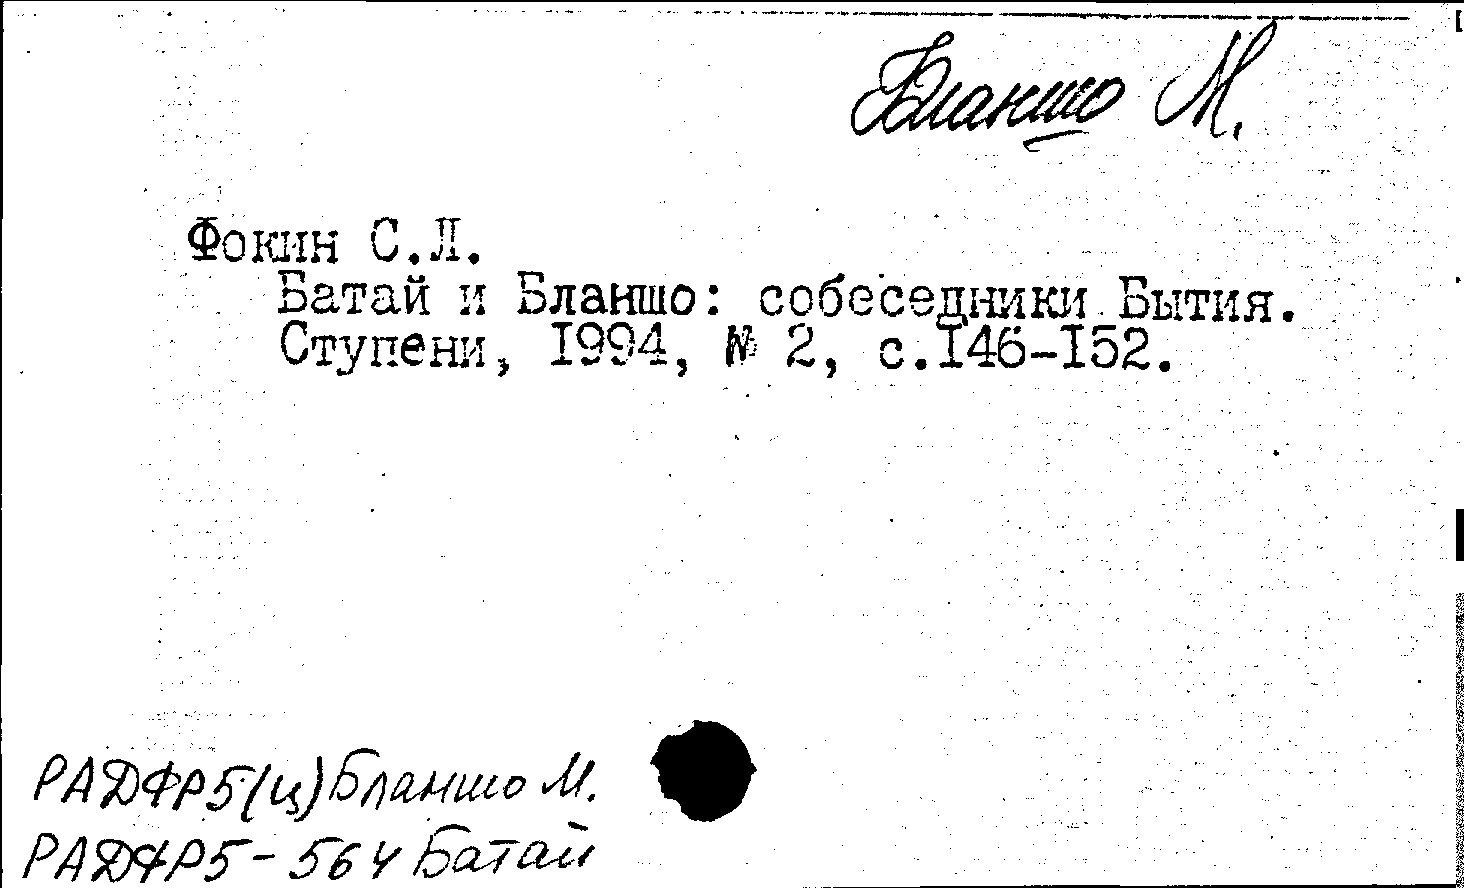 Бланшо М.
Фокин С.Л.
Батай и Бланшо: собеседники Бытия.
Ступени, 1994, № 2, с.146-152.
РАДФР5(ц) Бланшо М.
РАДФР5-564 Батай